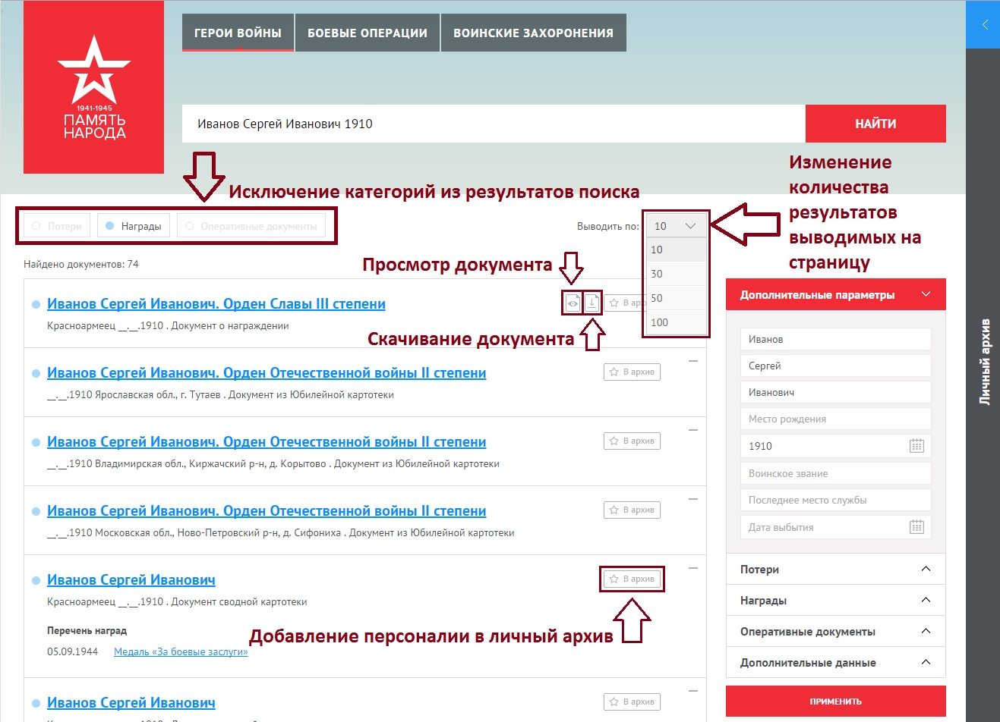 ГЕРОИ ВОЙНЫ
БОЕВЫЕ ОПЕРАЦИИ
ВОИНСКИЕ ЗАХОРОНЕНИЯ
1941-1945
ПАМЯТЬ
НАРОДА
Иванов Сергей Иванович 1910
НАЙТИ
Исключение категорий из результатов поиска
Изменение
количества
результатов
выводимых на
страницу
Потери
Награды
Оперативные документы
Выводить по:
10
10
30
50
100
Найдено документов: 74
Просмотр документа
Иванов Сергей Иванович. Орден Славы III степени
В архив
Красноармеец __.__.1910 . Документ о награждении
Скачивание документа
Иванов Сергей Иванович. Орден Отечественной войны II степени
В архив
__.__.1910 Ярославская обл., г. Тутаев . Документ из Юбилейной картотеки
Иванов Сергей Иванович. Орден Отечественной войны II степени
В архив
__.__.1910 Владимирская обл., Киржачский р-н, д. Корытово . Документ из Юбилейной картотеки
Иванов Сергей Иванович. Орден Отечественной войны II степени
В архив
__.__.1910 Московская обл., Ново-Петровский р-н, д. Сифониха . Документ из Юбилейной картотеки
Иванов Сергей Иванович
В архив
Красноармеец __.__.1910 . Документ сводной картотеки
Перечень наград
Добавление персоналии в личный архив
05.09.1944 Медаль «За боевые заслуги»
Иванов Сергей Иванович
В архив
Дополнительные параметры
Иванов
Сергей
Иванович
Место рождения
1910
Воинское звание
Последнее место службы
Дата выбытия
Потери
Награды
Оперативные документы
Дополнительные данные
ПРИМЕНИТЬ
Личный архив